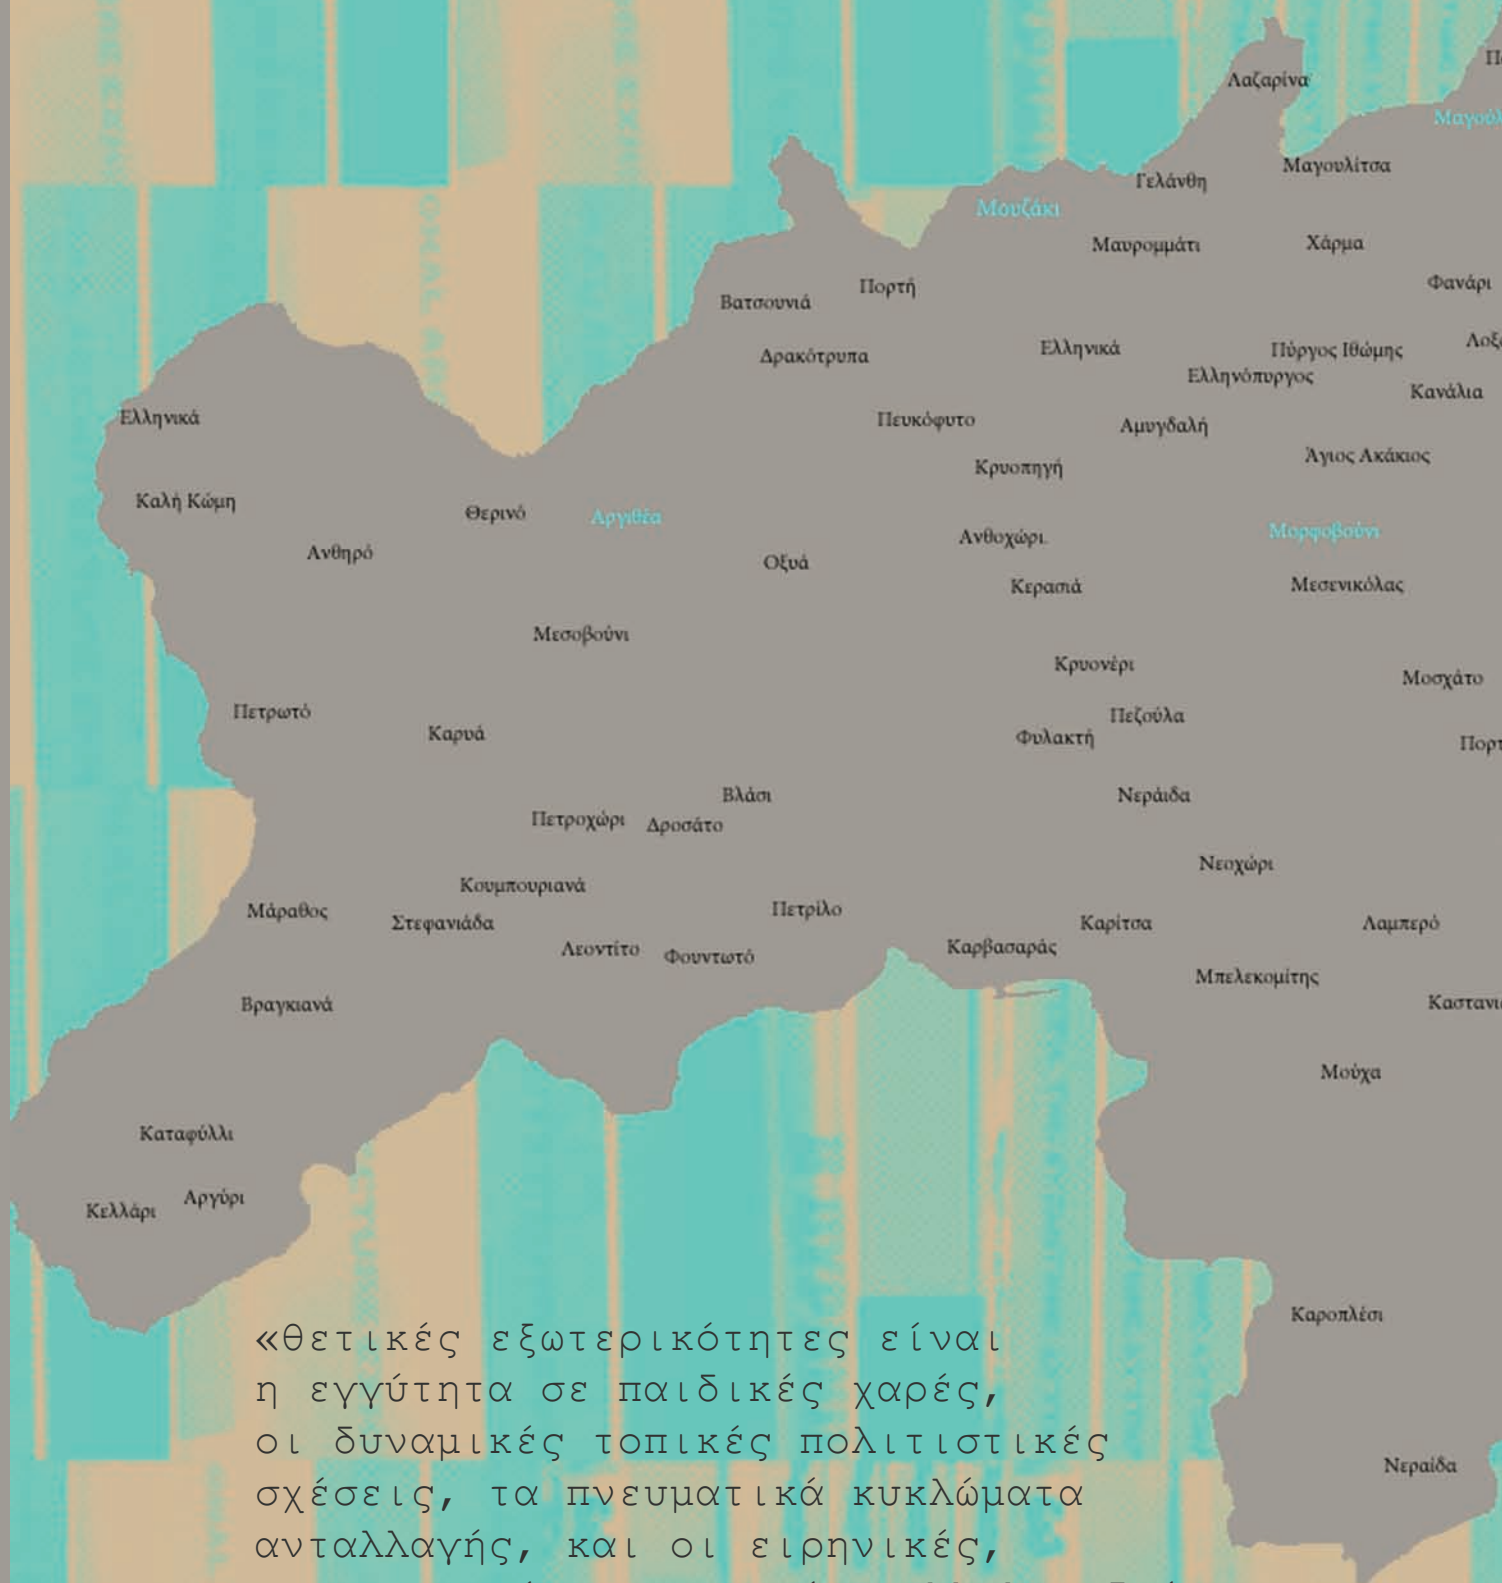 Λαζαρίνα
Μαγουλίτσα
Γελάνθη
Μουζάκι
Μαυρομμάτι
Χάρμα
Φανάρι
Πορτή
Βατσουνιά
Δρακότρυπα
Ελληνικά
Πύργος Ιθώμης
Ελληνόπυργος
Κανάλια
Ελληνικά
Πευκόφυτο
Αμυγδαλή
Άγιος Ακάκιος
Κρυοπηγή
Καλή Κώμη
Θερινό
Αργιθέα
Ανθοχώρι
Μορφοβούνι
Ανθηρό
Οξυά
Κερασιά
Μεσενικόλας
Μεσοβούνι
Κρυονέρι
Μοσχάτο
Πετρωτό
Καρυά
Πεζούλα
Φυλακτή
Βλάσι
Νεράιδα
Πετροχώρι
Δροσάτο
Νεοχώρι
Κουμπουριανά
Μάραθος
Στεφανιάδα
Πετρίλο
Καρίτσα
Λαμπερό
Λεοντίτο
Φουντωτό
Καρβασαράς
Μπελεκομίτης
Βραγκιανά
Μούχα
Καταφύλλι
Κελλάρι
Αργύρι
Καροπλέσι
Νεραίδα
«θετικές εξωτερικότητες είναι
η εγγύτητα σε παιδικές χαρές,
οι δυναμικές τοπικές πολιτιστικές
σχέσεις, τα πνευματικά κυκλώματα
ανταλλαγής, και οι ειρηνικές,